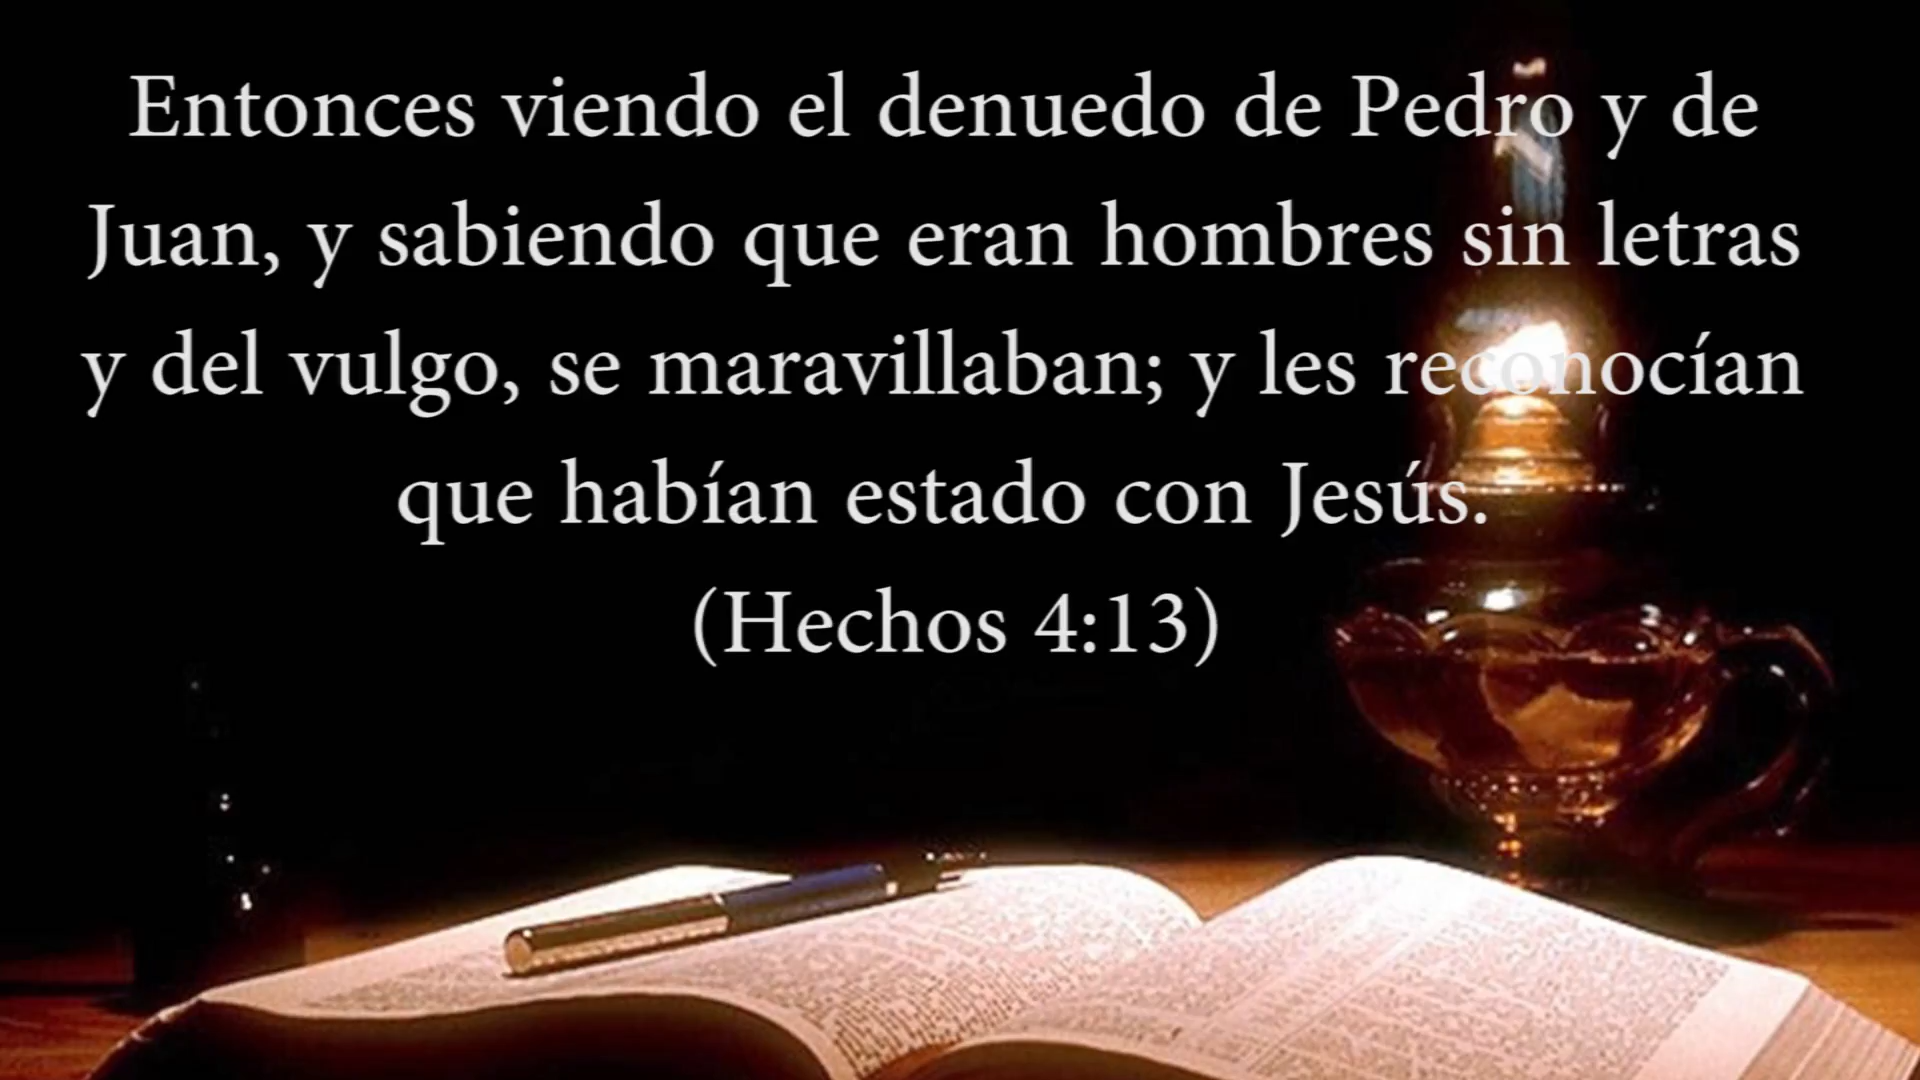 Entonces viendo el denuedo de Pedro y de
Juan, y sabiendo que eran hombres sin letras
y del vulgo, se maravillaban; y les reconocían
que habían estado con Jesús.
(Hechos 4:13)